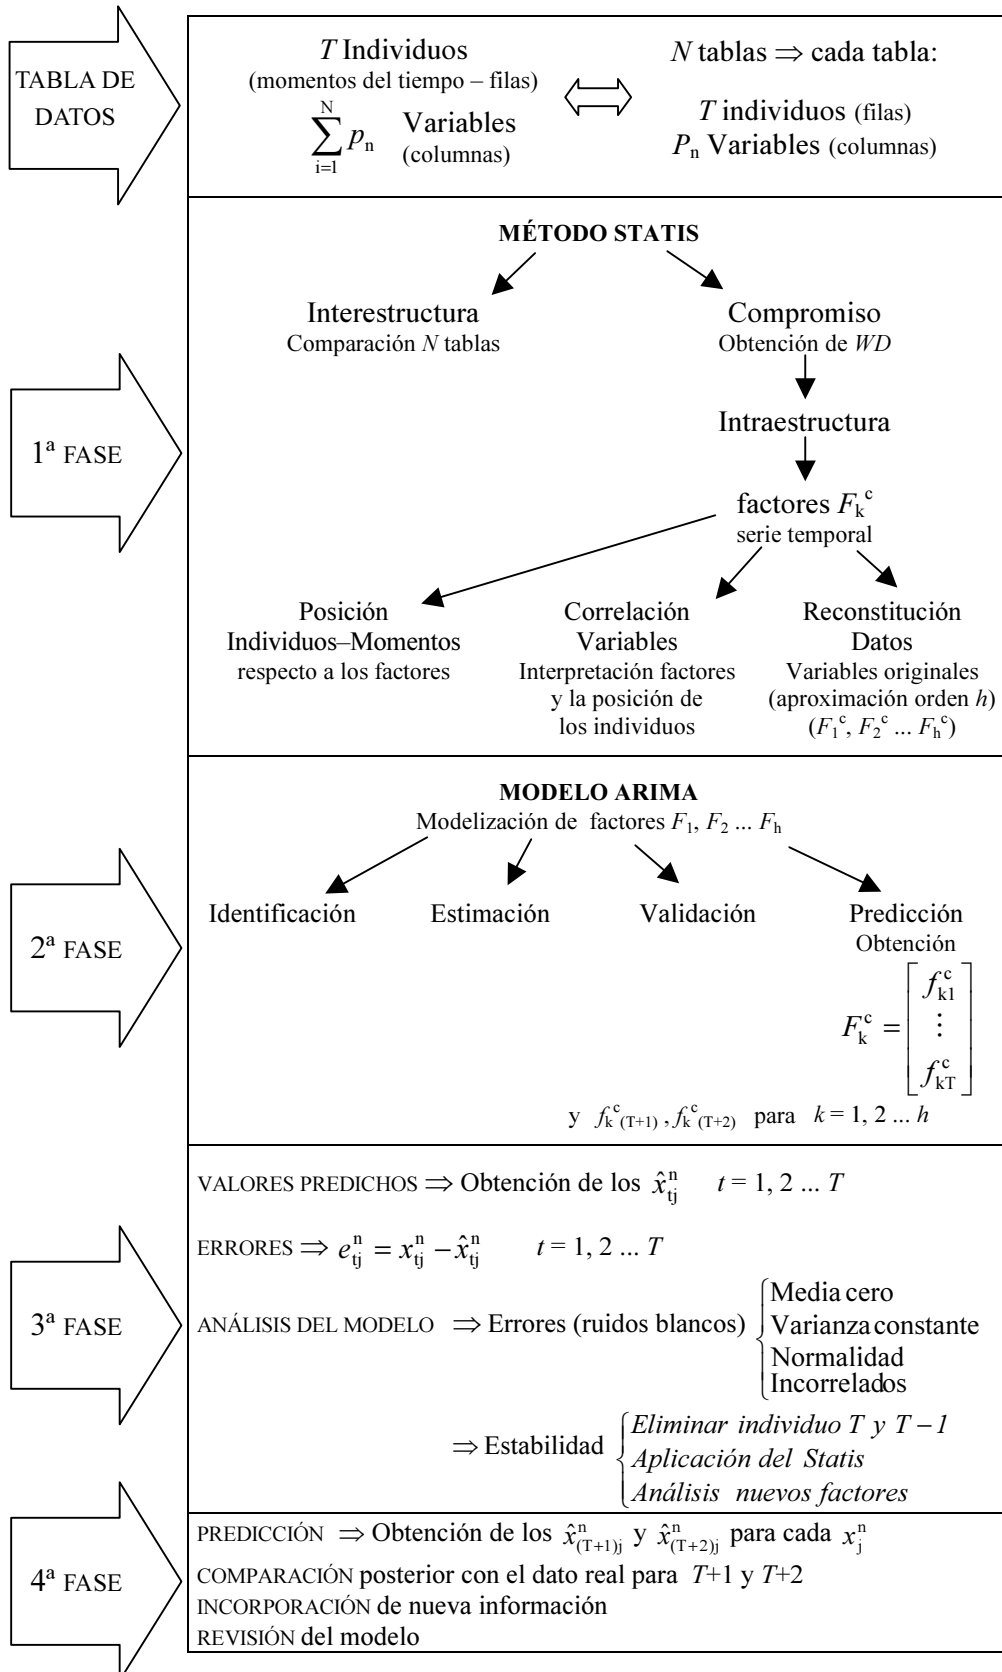 TABLA DE
DATOS
T Individuos
(momentos del tiempo – filas)
∑ᵢ₌₁ᴺ pₙ Variables
(columnas)
N tablas ⇒ cada tabla:
T individuos (filas)
Pₙ Variables (columnas)
1ª FASE
MÉTODO STATIS
Interestructura
Comparación N tablas
Compromiso
Obtención de WD
Intraestructura
factores F_k^c
serie temporal
Posición
Individuos–Momentos
respecto a los factores
Correlación
Variables
Interpretación factores
y la posición de
los individuos
Reconstitución
Datos
Variables originales
(aproximación orden h)
(F_1^c, F_2^c ... F_h^c)
2ª FASE
MODELO ARIMA
Modelización de factores F_1, F_2 ... F_h
Identificación
Estimación
Validación
Predicción
Obtención
F_k^c = [f_k1^c ⋮ f_kT^c]
y f_k^c_(T+1) , f_k^c_(T+2) para k = 1, 2 ... h
3ª FASE
VALORES PREDICHOS ⇒ Obtención de los x̂_tj^n t = 1, 2 ... T
ERRORES ⇒ e_tj^n = x_tj^n − x̂_tj^n t = 1, 2 ... T
ANÁLISIS DEL MODELO ⇒ Errores (ruidos blancos)
Media cero
Varianza constante
Normalidad
Incorrelados
⇒ Estabilidad
Eliminar individuo T y T − 1
Aplicación del Statis
Análisis nuevos factores
4ª FASE
PREDICCIÓN ⇒ Obtención de los x̂_(T+1)j^n y x̂_(T+2)j^n para cada x_j^n
COMPARACIÓN posterior con el dato real para T+1 y T+2
INCORPORACIÓN de nueva información
REVISIÓN del modelo